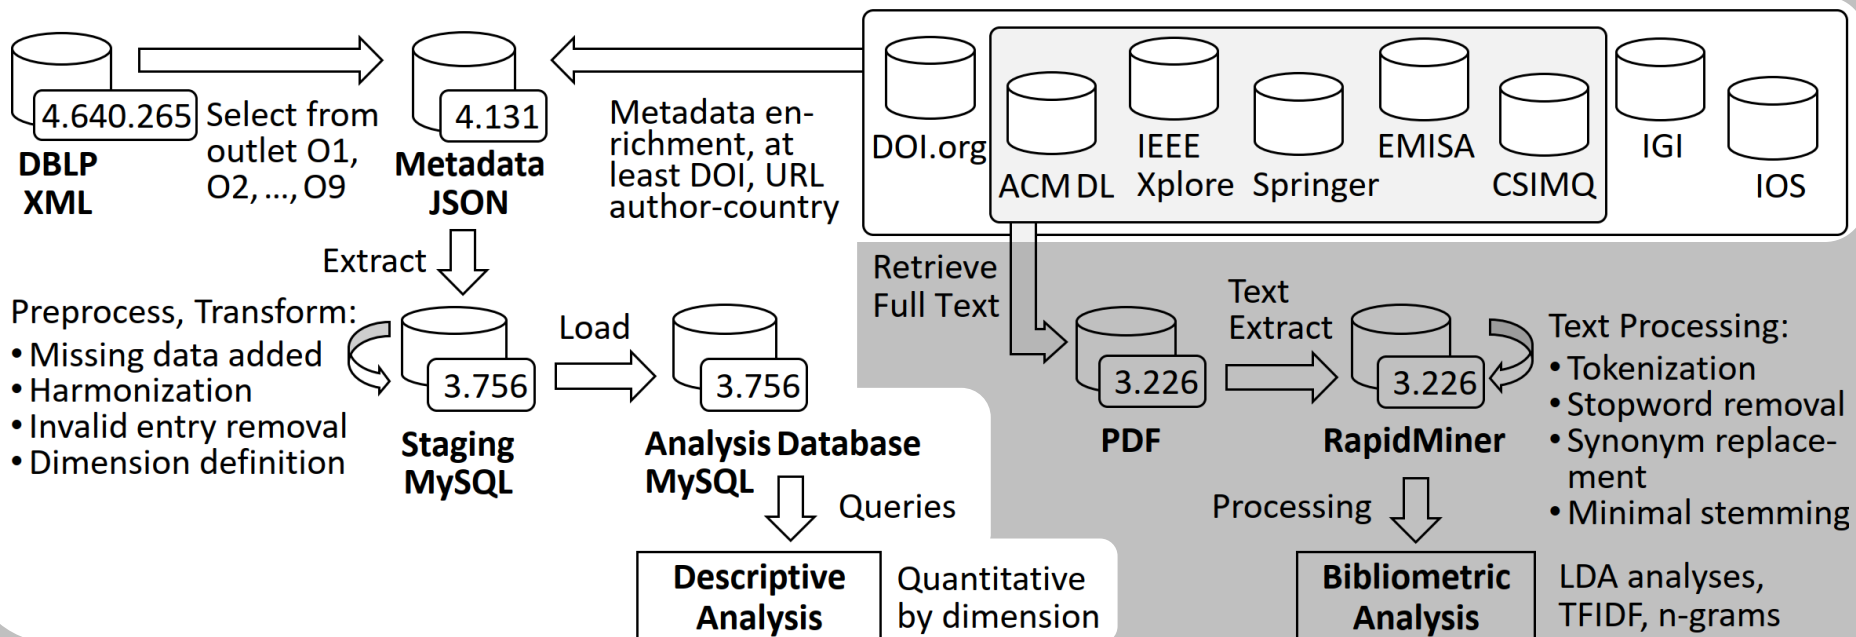 4.640.265
DBLP
XML
Select from
outlet O1,
O2, ..., O9
4.131
Metadata
JSON
Metadata en-
richment, at
least DOI, URL
author-country
DOI.org
ACM DL
IEEE
Xplore
Springer
EMISA
CSIMQ
IGI
IOS
Extract
Preprocess, Transform:
• Missing data added
• Harmonization
• Invalid entry removal
• Dimension definition
3.756
Staging
MySQL
Load
3.756
Analysis Database
MySQL
Queries
Descriptive
Analysis
Quantitative
by dimension
Retrieve
Full Text
3.226
PDF
Text
Extract
3.226
RapidMiner
Text Processing:
• Tokenization
• Stopword removal
• Synonym replace-
ment
• Minimal stemming
Processing
Bibliometric
Analysis
LDA analyses,
TFIDF, n-grams